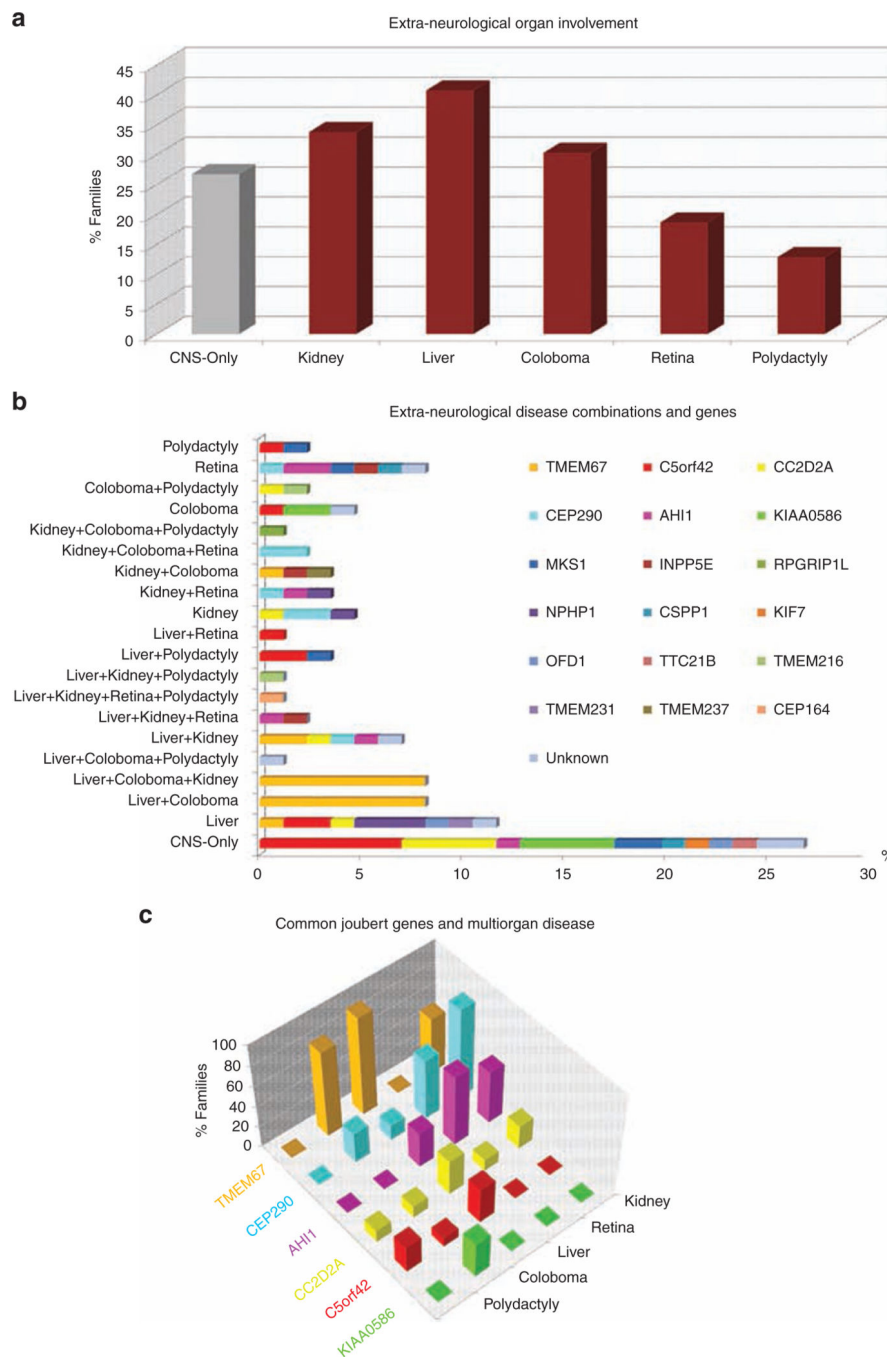 a
Extra-neurological organ involvement
45
40
35
30
25
20
15
10
5
0
% Families
CNS-Only Kidney Liver Coloboma Retina Polydactyly
b
Extra-neurological disease combinations and genes
Polydactyly
Retina
Coloboma+Polydactyly
Coloboma
Kidney+Coloboma+Polydactyly
Kidney+Coloboma+Retina
Kidney+Coloboma
Kidney+Retina
Kidney
Liver+Retina
Liver+Polydactyly
Liver+Kidney+Polydactyly
Liver+Kidney+Retina+Polydactyly
Liver+Kidney+Retina
Liver+Kidney
Liver+Coloboma+Polydactyly
Liver+Coloboma+Kidney
Liver+Coloboma
Liver
CNS-Only
TMEM67 C5orf42 CC2D2A
CEP290 AHI1 KIAA0586
MKS1 INPP5E RPGRIP1L
NPHP1 CSPP1 KIF7
OFD1 TTC21B TMEM216
TMEM231 TMEM237 CEP164
Unknown
%
0 5 10 15 20 25 30
c
Common joubert genes and multiorgan disease
100
80
60
40
20
0
% Families
TMEM67
CEP290
AHI1
CC2D2A
C5orf42
KIAA0586
Kidney
Retina
Liver
Coloboma
Polydactyly